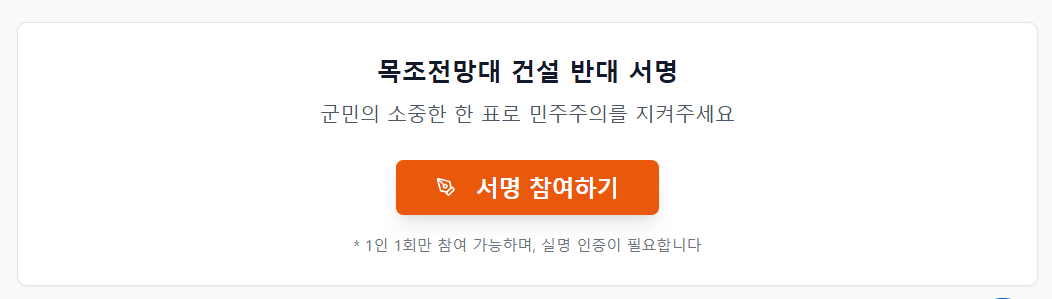 목조전망대 건설 반대 서명
군민의 소중한 한 표로 민주주의를 지켜주세요
서명 참여하기
* 1인 1회만 참여 가능하며, 실명 인증이 필요합니다